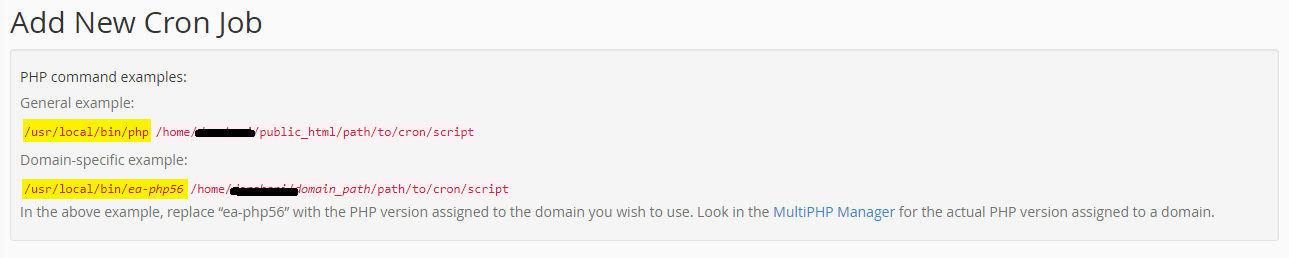 Add New Cron Job
PHP command examples:
General example:
/usr/local/bin/php /home/ /public_html/path/to/cron/script
Domain-specific example:
/usr/local/bin/ea-php56 /home/ domain_path/path/to/cron/script
In the above example, replace “ea-php56” with the PHP version assigned to the domain you wish to use. Look in the MultiPHP Manager for the actual PHP version assigned to a domain.